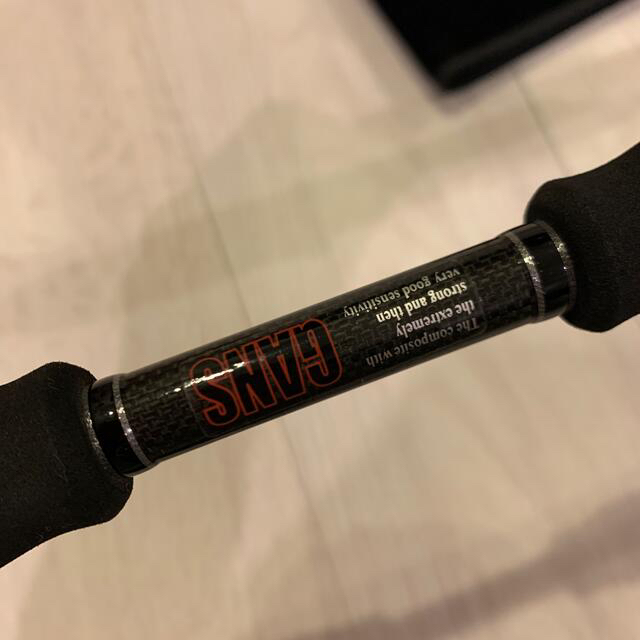 The composite with
the extremely
strong and then
very good sensitivity
GANS